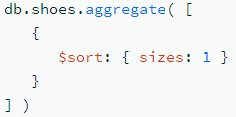 db.shoes.aggregate( [
{
$sort: { sizes: 1 }
}
] )